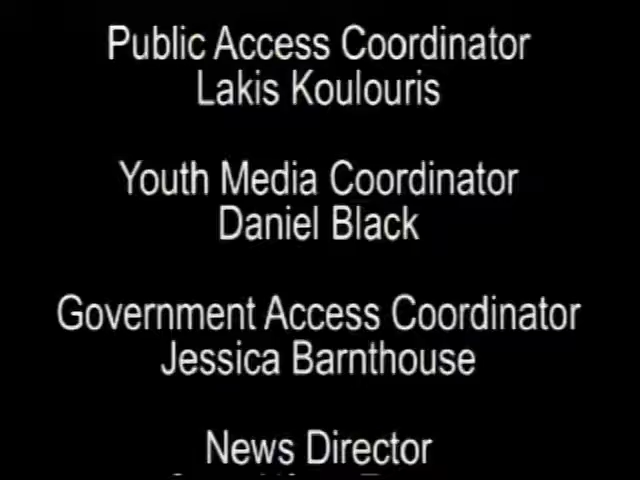 Public Access Coordinator
Lakis Koulouris
Youth Media Coordinator
Daniel Black
Government Access Coordinator
Jessica Barnthouse
News Director